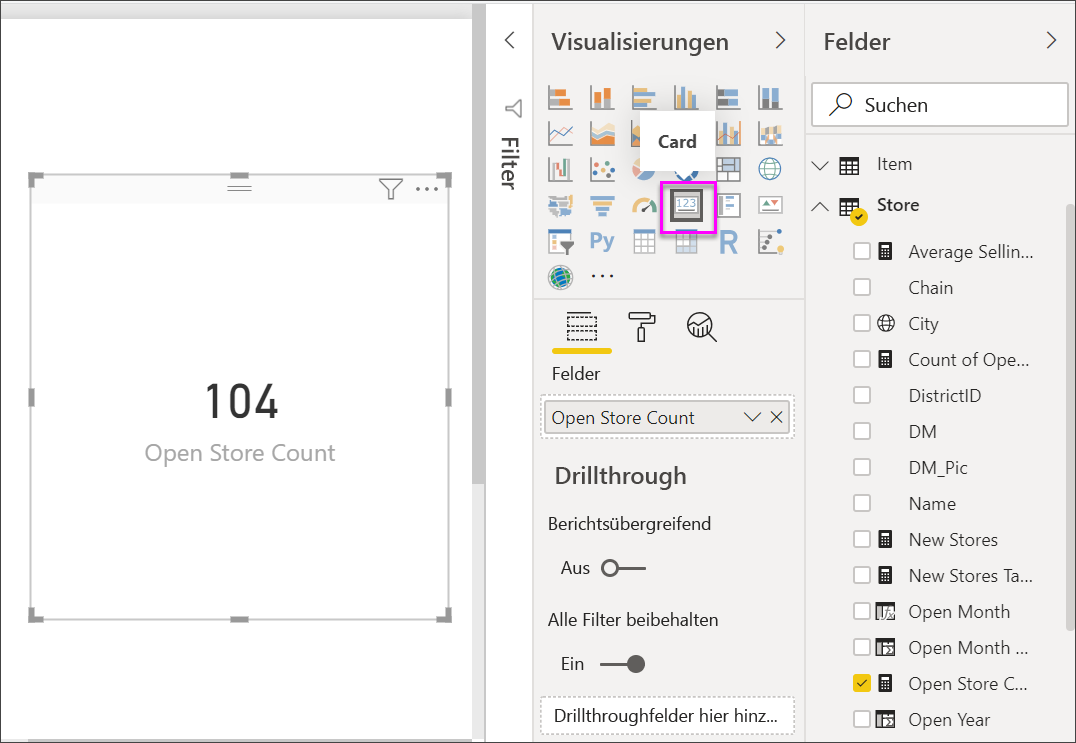 104
Open Store Count
Filter
Visualisierungen
Card
123
Py
R
Felder
Open Store Count
Drillthrough
Berichtsübergreifend
Aus
Alle Filter beibehalten
Ein
Drillthroughfelder hier hinz...
Felder
Suchen
Item
Store
Average Sellin...
Chain
City
Count of Ope...
DistrictID
DM
DM_Pic
Name
New Stores
New Stores Ta...
Open Month
Open Month ...
Open Store C...
Open Year